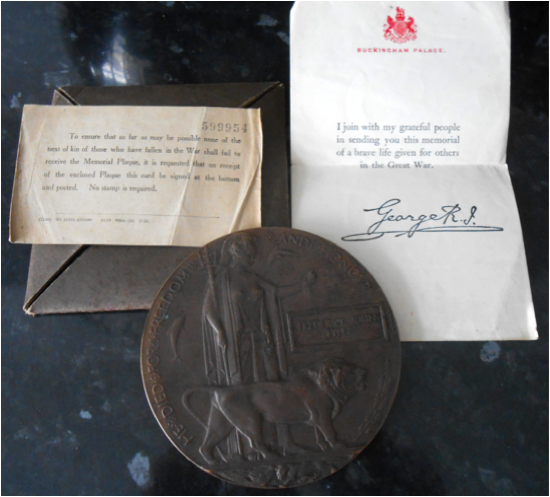 BUCKINGHAM PALACE.
I join with my grateful people
in sending you this memorial
of a brave life given for others
in the Great War.
George R.I.
599954
To ensure that as far as may be possible none of the
next of kin of those who have fallen in the War shall fail to
receive the Memorial Plaque, it is requested that on receipt
of the enclosed Plaque this card be signed at the bottom
and posted. No stamp is required.
HE DIED FOR FREEDOM AND HONOUR